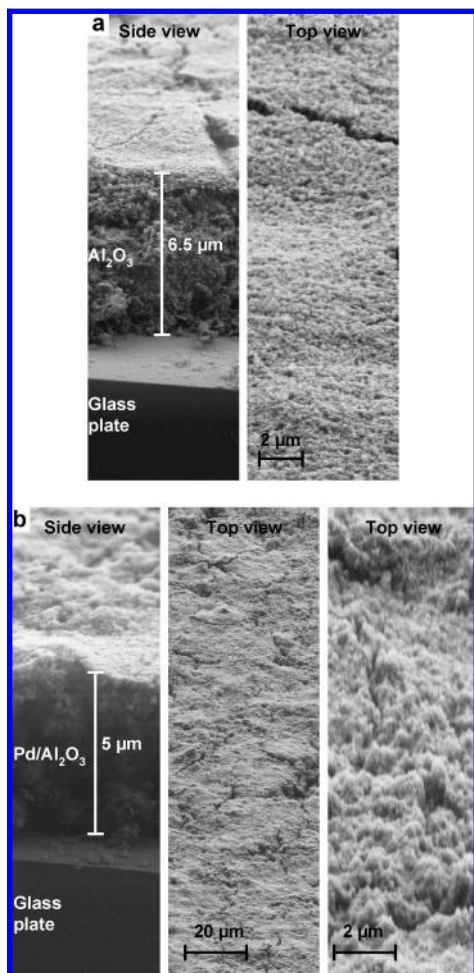 a
Side view
Top view
6.5 µm
Al₂O₃
Glass
plate
2 µm
b
Side view
Top view
Top view
5 µm
Pd/Al₂O₃
Glass
plate
20 µm
2 µm